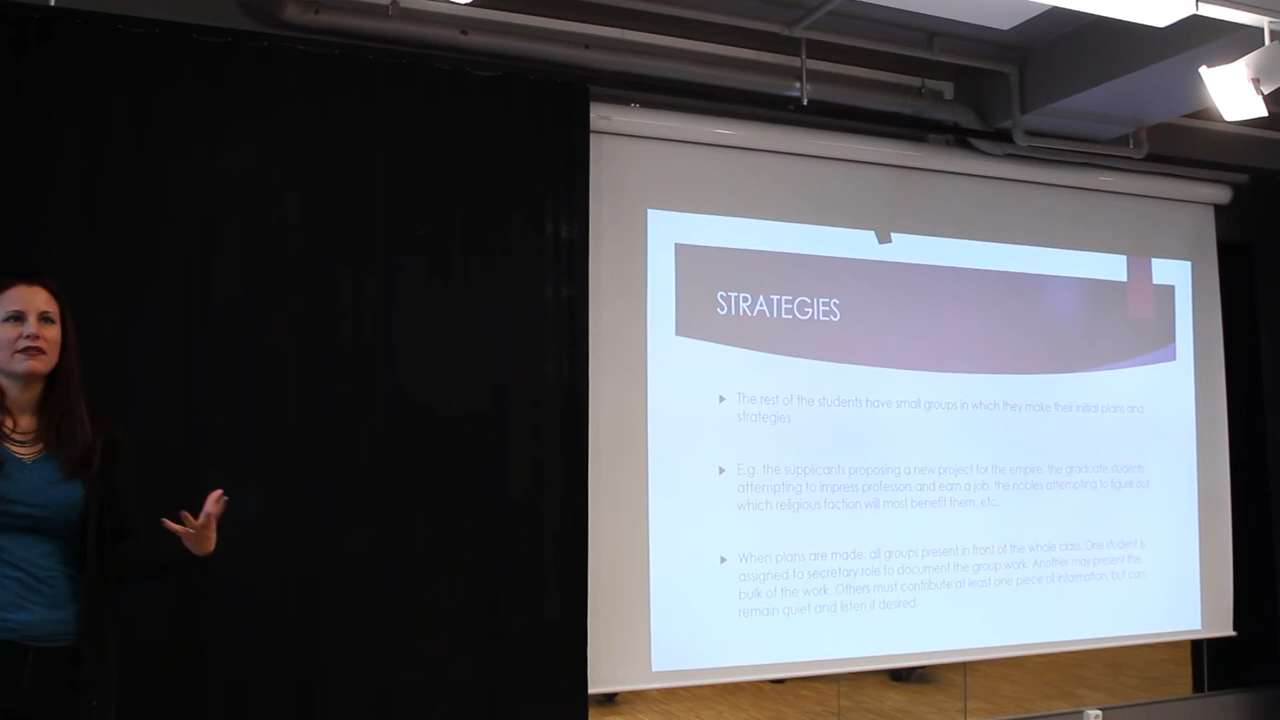 STRATEGIES
The rest of the students have small groups in which they make their initial plans and
strategies
E.g. the supplicants proposing a new project for the empire, the graduate students
attempting to impress professors and earn a job, the nobles attempting to figure out
which religious faction will most benefit them, etc.
When plans are made, all groups present in front of the whole class. One student is
assigned to secretary role to document the group work. Another may present the
bulk of the work. Others must contribute at least one piece of information, but can
remain quiet and listen if desired.